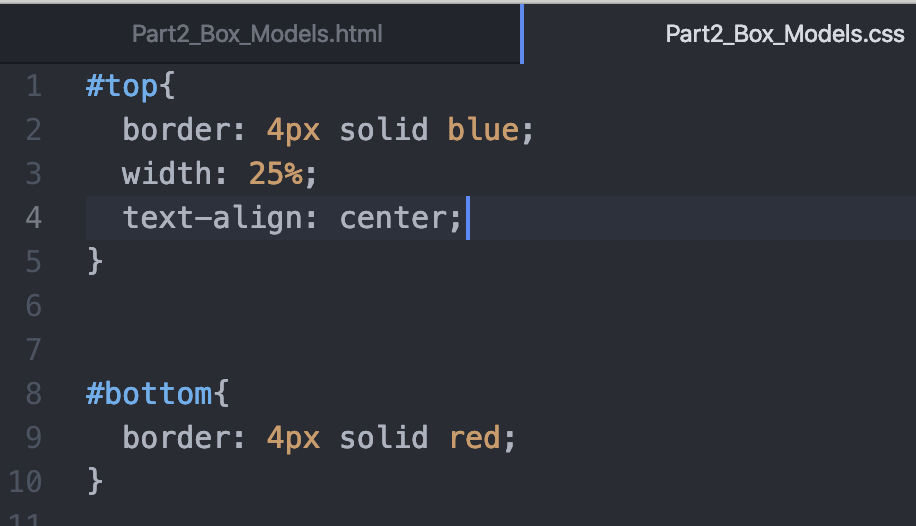 Part2_Box_Models.html Part2_Box_Models.css
1 #top{
2 border: 4px solid blue;
3 width: 25%;
4 text-align: center;
5 }
6
7
8 #bottom{
9 border: 4px solid red;
10 }
11